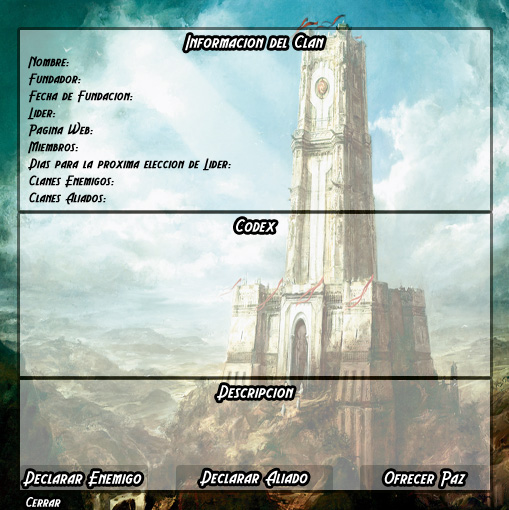 Informacion del Clan
Nombre:
Fundador:
Fecha de Fundacion:
Lider:
Pagina Web:
Miembros:
Dias para la proxima eleccion de Lider:
Clanes Enemigos:
Clanes Aliados:
Codex
Descripcion
Declarar Enemigo Declarar Aliado Ofrecer Paz
Cerrar